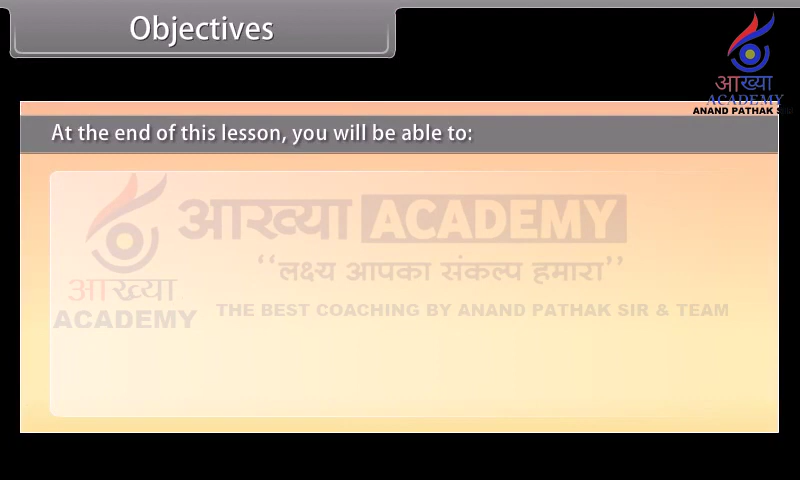 Objectives
आख्या
ACADEMY
ANAND PATHAK SIR
At the end of this lesson, you will be able to:
आख्या ACADEMY
‘‘लक्ष्य आपका संकल्प हमारा’’
आख्या
ACADEMY
THE BEST COACHING BY ANAND PATHAK SIR & TEAM